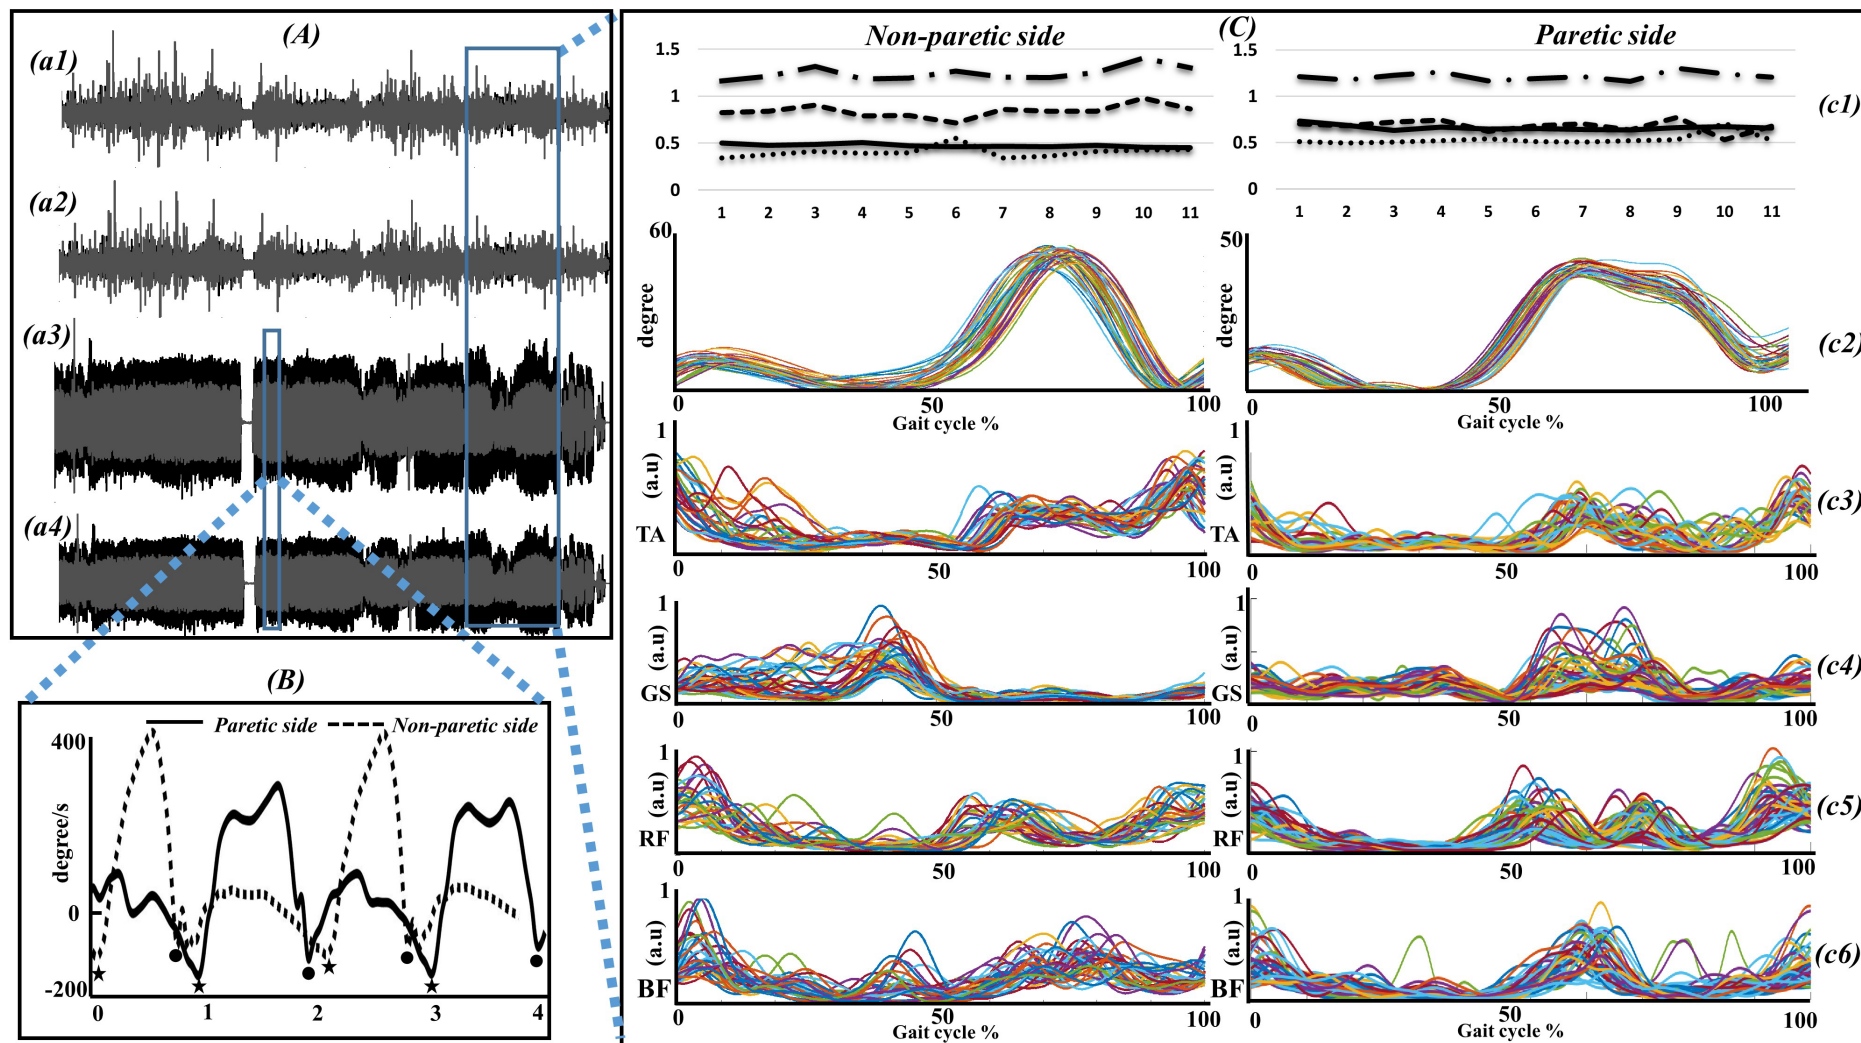 (A)
(a1)
(a2)
(a3)
(a4)
(B)
Paretic side Non-paretic side
400
degree/s
0
-200
0 1 2 3 4
(C)
Non-paretic side Paretic side
1.5 1.5
1 1
0.5 0.5
0 0
1 2 3 4 5 6 7 8 9 10 11 1 2 3 4 5 6 7 8 9 10 11
(c1)
60 50
degree degree
0 50 100 0 50 100
Gait cycle % Gait cycle %
(c2)
1 1
(a.u) (a.u)
TA TA
0 50 100 0 50 100
(c3)
1 1
(a.u) (a.u)
GS GS
0 50 100 0 50 100
(c4)
1 1
(a.u) (a.u)
RF RF
0 50 100 0 50 100
(c5)
1 1
(a.u) (a.u)
BF BF
0 50 100 0 50 100
Gait cycle % Gait cycle %
(c6)